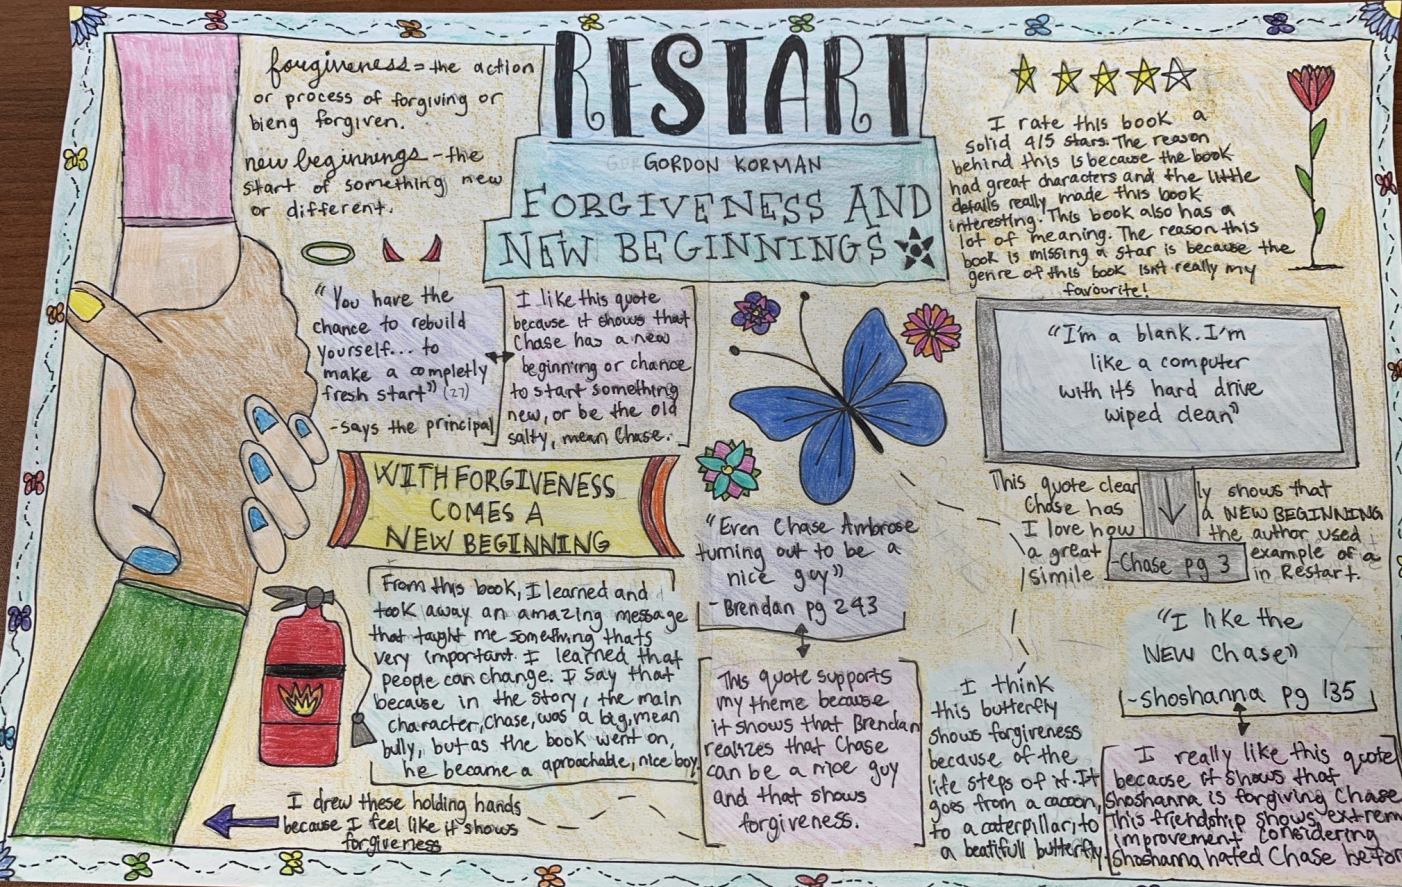 RESTART
GORDON KORMAN
FORGIVENESS AND
NEW BEGINNINGS
forgiveness = the action
or process of forgiving or
bieng forgiven.
new beginnings - the
start of something new
or different.
"You have the
chance to rebuild
yourself... to
make a completly
fresh start" (27)
-says the principal
I like this quote
because it shows that
Chase has a new
beginning or chance
to start something
new, or be the old
salty, mean Chase.
WITH FORGIVENESS
COMES A
NEW BEGINNING
From this book, I learned and
took away an amazing message
that taught me something thats
very important. I learned that
people can change. I say that
because in the story, the main
character, chase, was a big, mean
bully, but as the book went on,
he became a aproachable, nice boy
I drew these holding hands
because I feel like it shows
forgiveness
"Even Chase Ambrose
turning out to be a
nice guy"
- Brendan pg 243
This quote supports
my theme because
it shows that Brendan
realizes that Chase
can be a nice guy
and that shows
forgiveness.
I rate this book a
solid 4/5 stars. The reason
behind this is because the book
had great characters and the little
details really made this book
interesting. This book also has a
lot of meaning. The reason this
book is missing a star is because the
genre of this book isn't really my
favourite!
"I'm a blank. I'm
like a computer
with it's hard drive
wiped clean"
-Chase pg 3
This quote clearly shows that
Chase has a NEW BEGINNING
I love how the author used
a great example of a
simile in Restart.
I think
this butterfly
shows forgiveness
because of the
life steps of it. It
goes from a cacoon,
to a caterpillar, to
a beatifull butterfly
"I like the
NEW Chase"
-Shoshanna pg 135
I really like this quote
because it shows that
Shoshanna is forgiving Chase
This friendship shows extrem
improvement considering
Shoshanna hated Chase befor